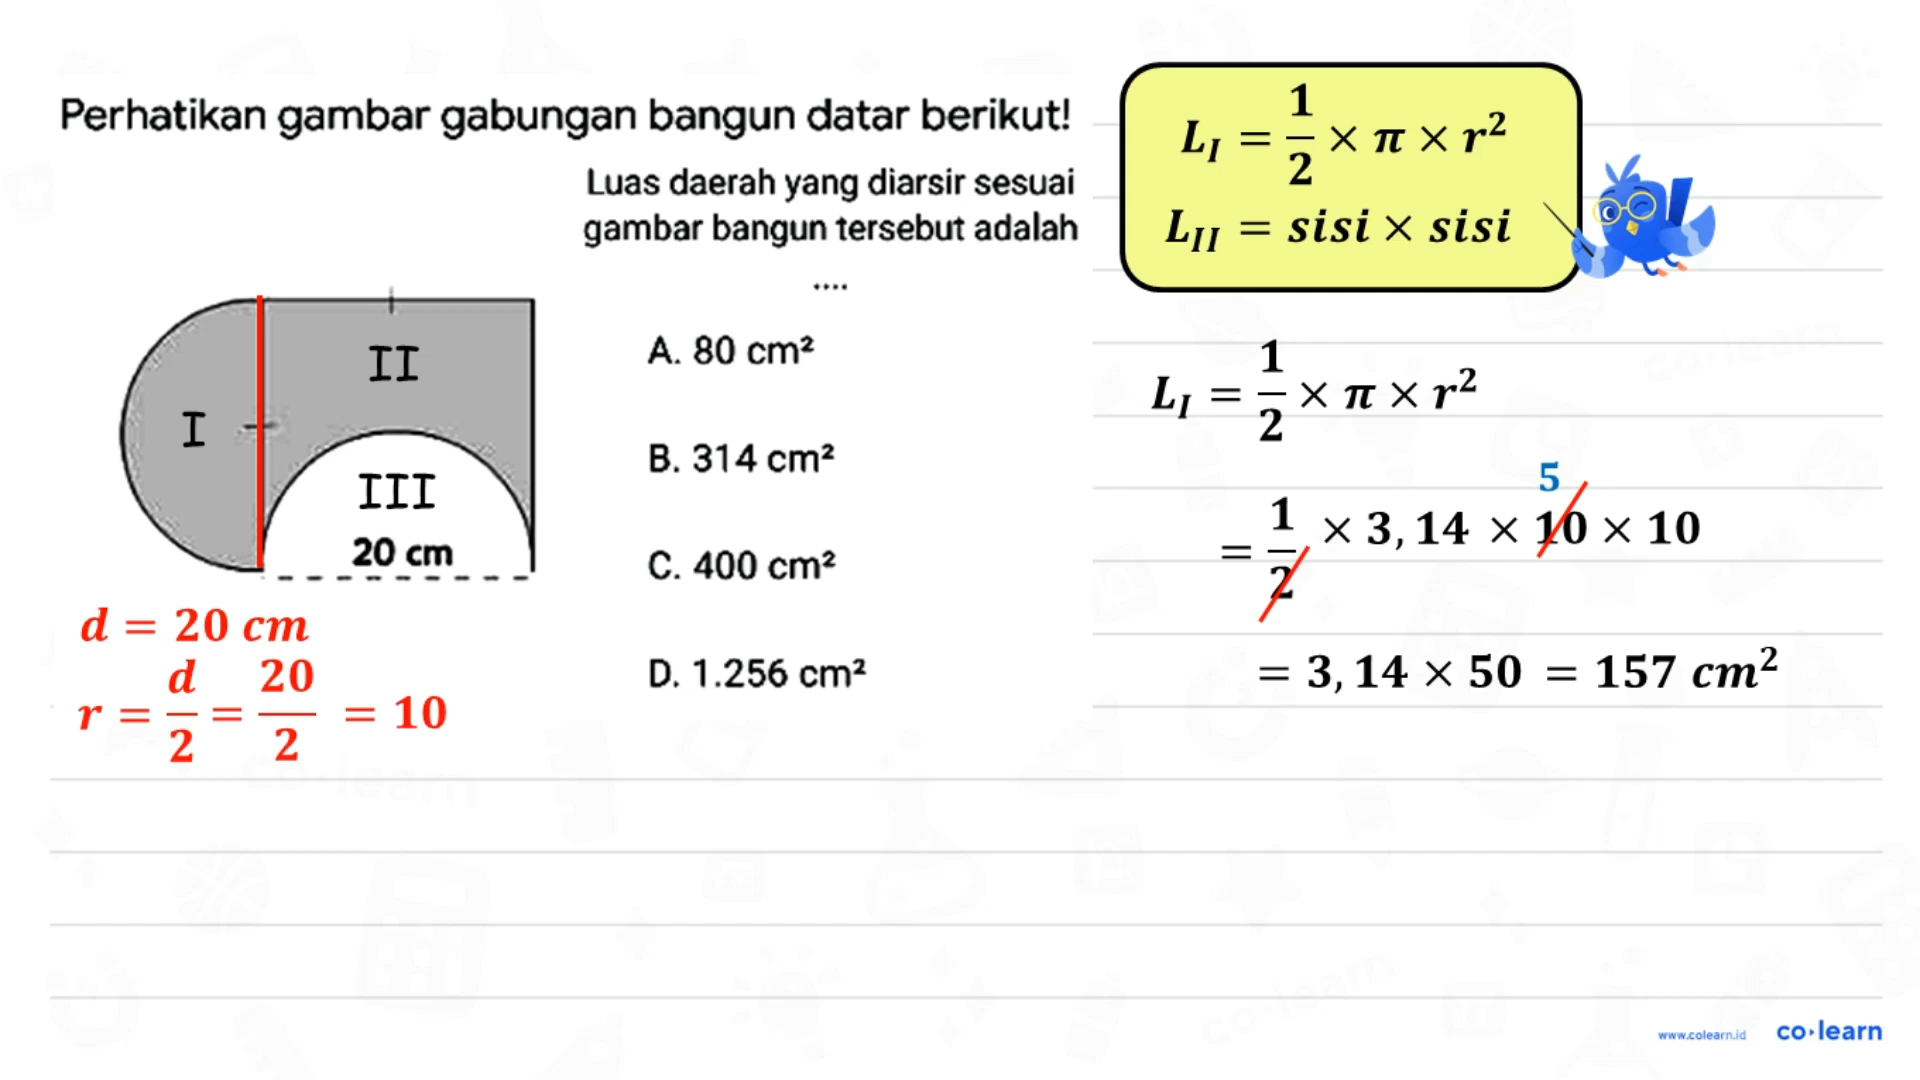 Perhatikan gambar gabungan bangun datar berikut!
Luas daerah yang diarsir sesuai
gambar bangun tersebut adalah
....
I
II
III
20 cm
A. 80 cm²
B. 314 cm²
C. 400 cm²
D. 1.256 cm²
d = 20 cm
r = d/2 = 20/2 = 10
L_I = 1/2 × π × r²
L_II = sisi × sisi
L_I = 1/2 × π × r²
5
= 1/2 × 3,14 × 10 × 10
= 3,14 × 50 = 157 cm²
www.colearn.id
co·learn